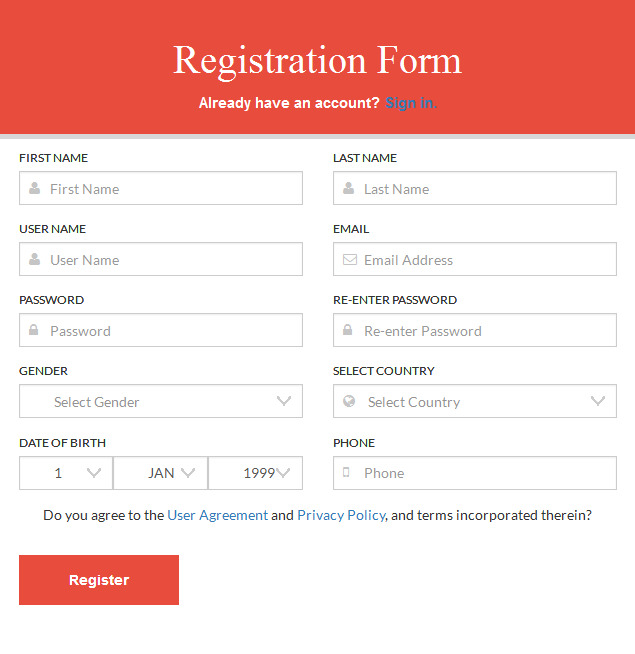 Registration Form
Already have an account? Sign in.
FIRST NAME LAST NAME
First Name Last Name
USER NAME EMAIL
User Name Email Address
PASSWORD RE-ENTER PASSWORD
Password Re-enter Password
GENDER SELECT COUNTRY
Select Gender Select Country
DATE OF BIRTH PHONE
1 JAN 1999 Phone
Do you agree to the User Agreement and Privacy Policy, and terms incorporated therein?
Register